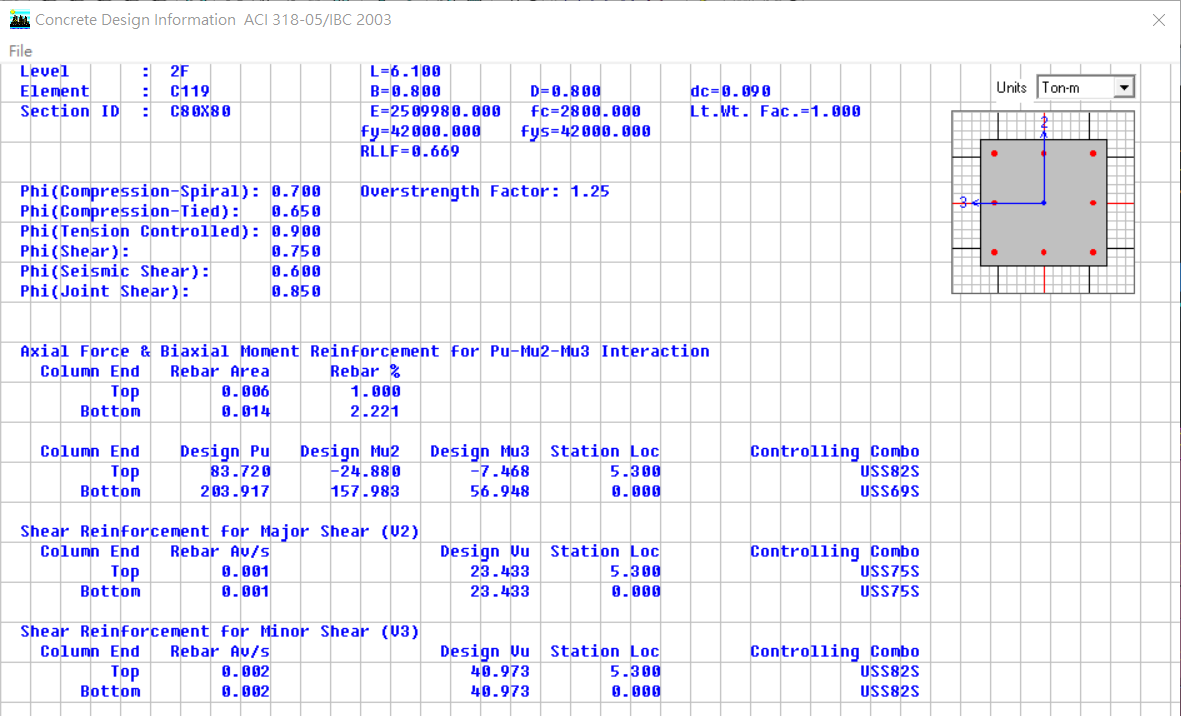 Concrete Design Information  ACI 318-05/IBC 2003
File
Level : 2F L=6.100
Element : C119 B=0.800 D=0.800 dc=0.090
Section ID : C80X80 E=2509980.000 fc=2800.000 Lt.Wt. Fac.=1.000
fy=42000.000 fys=42000.000
RLLF=0.669
Units Ton-m
2
3
Phi(Compression-Spiral): 0.700 Overstrength Factor: 1.25
Phi(Compression-Tied): 0.650
Phi(Tension Controlled): 0.900
Phi(Shear): 0.750
Phi(Seismic Shear): 0.600
Phi(Joint Shear): 0.850
Axial Force & Biaxial Moment Reinforcement for Pu-Mu2-Mu3 Interaction
Column End Rebar Area Rebar %
Top 0.006 1.000
Bottom 0.014 2.221
Column End Design Pu Design Mu2 Design Mu3 Station Loc Controlling Combo
Top 83.720 -24.880 -7.468 5.300 USS82S
Bottom 203.917 157.983 56.948 0.000 USS69S
Shear Reinforcement for Major Shear (V2)
Column End Rebar Av/s Design Vu Station Loc Controlling Combo
Top 0.001 23.433 5.300 USS75S
Bottom 0.001 23.433 0.000 USS75S
Shear Reinforcement for Minor Shear (V3)
Column End Rebar Av/s Design Vu Station Loc Controlling Combo
Top 0.002 40.973 5.300 USS82S
Bottom 0.002 40.973 0.000 USS82S